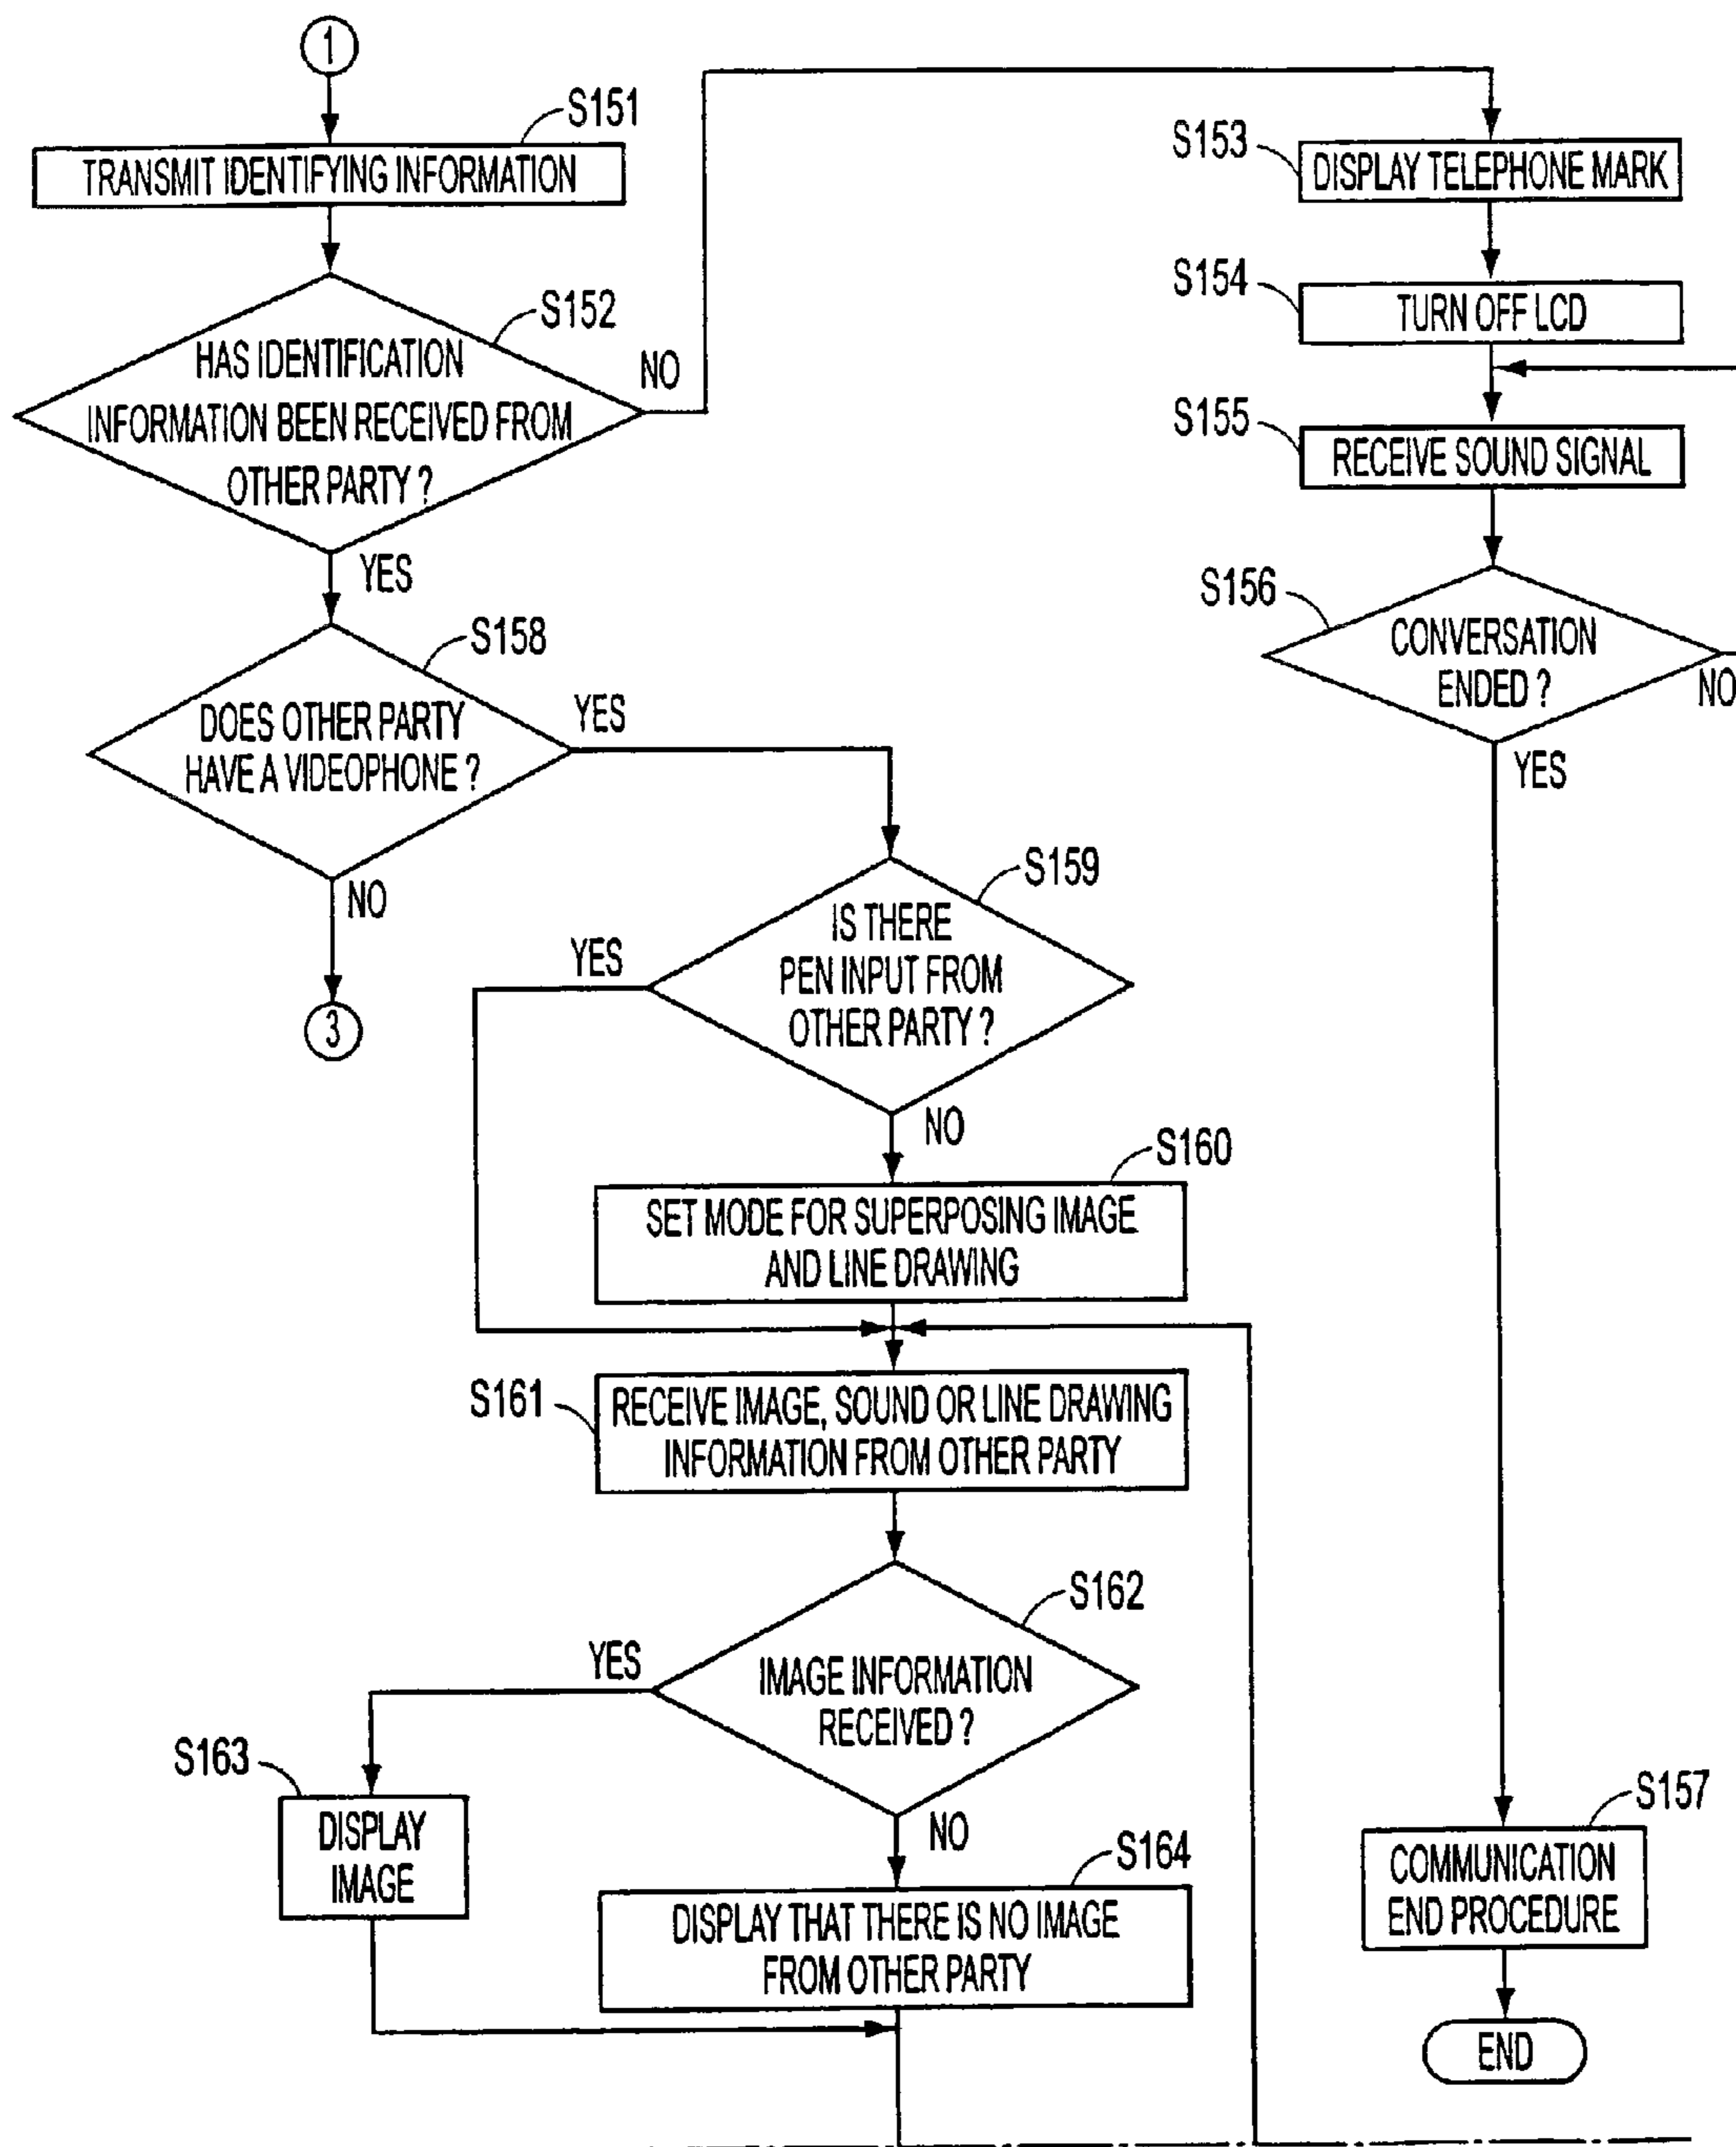 1
S151
TRANSMIT IDENTIFYING INFORMATION
S152
HAS IDENTIFICATION
INFORMATION BEEN RECEIVED FROM
OTHER PARTY ?
NO
YES
S153
DISPLAY TELEPHONE MARK
S154
TURN OFF LCD
S155
RECEIVE SOUND SIGNAL
S156
CONVERSATION
ENDED ?
NO
YES
S158
DOES OTHER PARTY
HAVE A VIDEOPHONE ?
YES
NO
3
S159
IS THERE
PEN INPUT FROM
OTHER PARTY ?
YES
NO
S160
SET MODE FOR SUPERPOSING IMAGE
AND LINE DRAWING
S161
RECEIVE IMAGE, SOUND OR LINE DRAWING
INFORMATION FROM OTHER PARTY
S162
IMAGE INFORMATION
RECEIVED ?
YES
NO
S163
DISPLAY
IMAGE
S164
DISPLAY THAT THERE IS NO IMAGE
FROM OTHER PARTY
S157
COMMUNICATION
END PROCEDURE
END